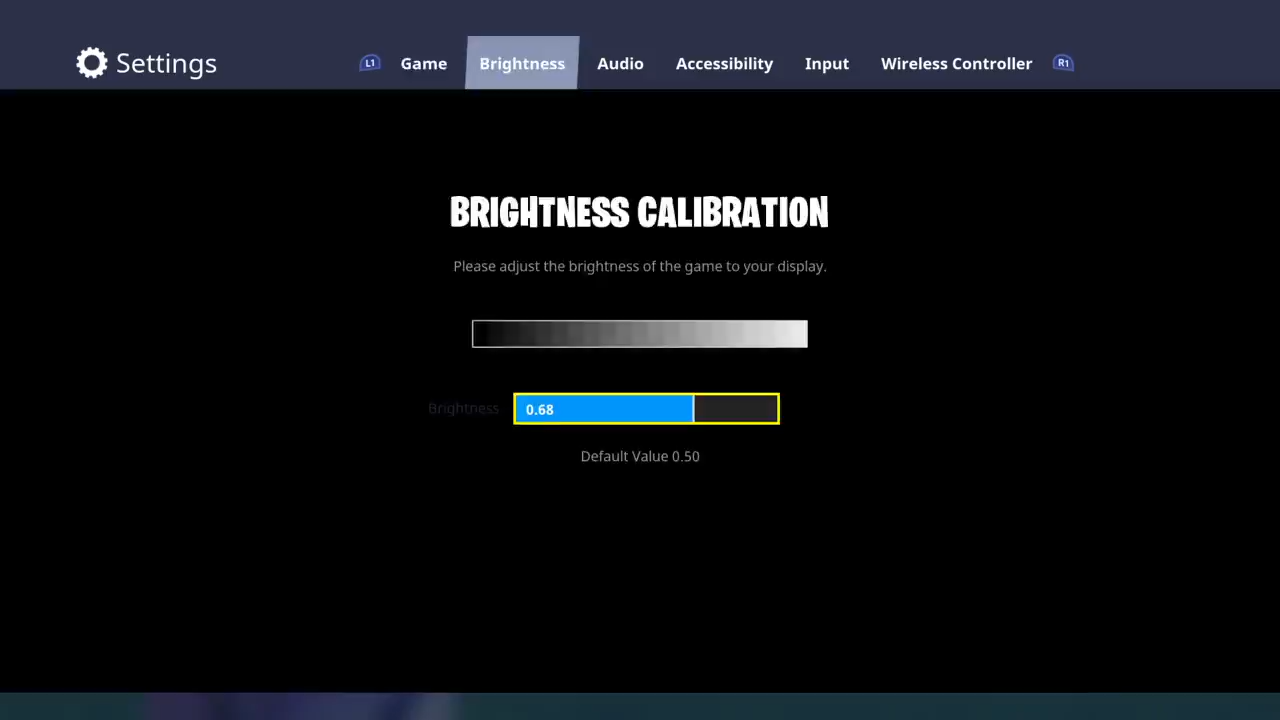 Settings
L1 Game Brightness Audio Accessibility Input Wireless Controller R1
BRIGHTNESS CALIBRATION
Please adjust the brightness of the game to your display.
Brightness 0.68
Default Value 0.50